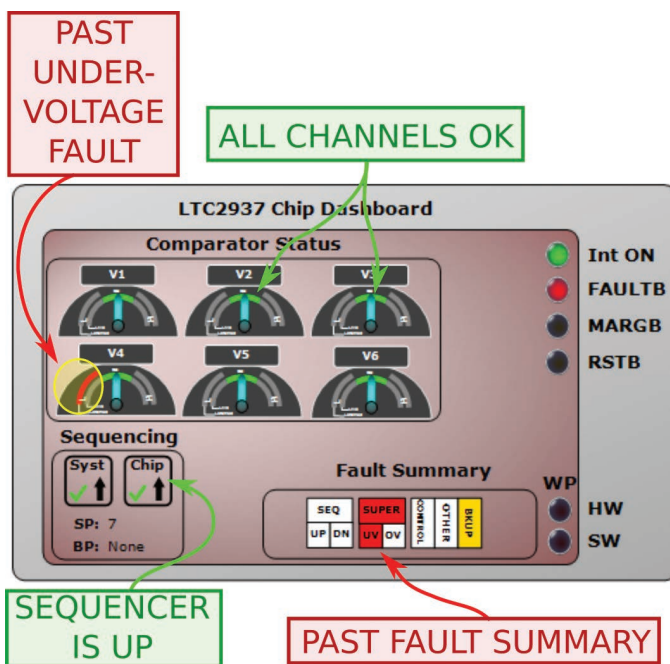 PAST
UNDER-
VOLTAGE
FAULT
ALL CHANNELS OK
LTC2937 Chip Dashboard
Comparator Status
V1
V2
V3
V4
V5
V6
Int ON
FAULTB
MARGB
RSTB
Sequencing
Syst
Chip
SP: 7
BP: None
Fault Summary
SEQ
UP DN
SUPER
UV OV
CONTROL
OTHER
BKUP
WP
HW
SW
SEQUENCER
IS UP
PAST FAULT SUMMARY